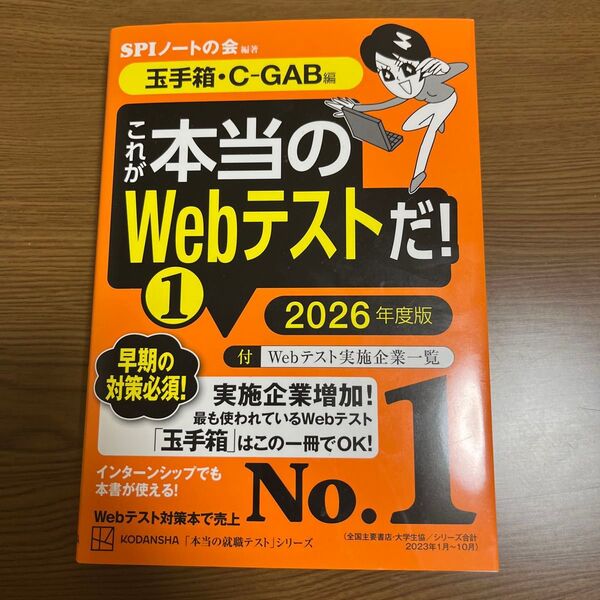 SPIノートの会 編著
玉手箱・C-GAB編
これが
本当の
Webテストだ!
1
2026年度版
付 Webテスト実施企業一覧
早期の
対策必須!
実施企業増加!
最も使われているWebテスト
「玉手箱」はこの一冊でOK!
インターンシップでも
本書が使える!
Webテスト対策本で売上
No.1
KODANSHA 「本当の就職テスト」シリーズ
(全国主要書店・大学生協/シリーズ合計
2023年1月~10月)